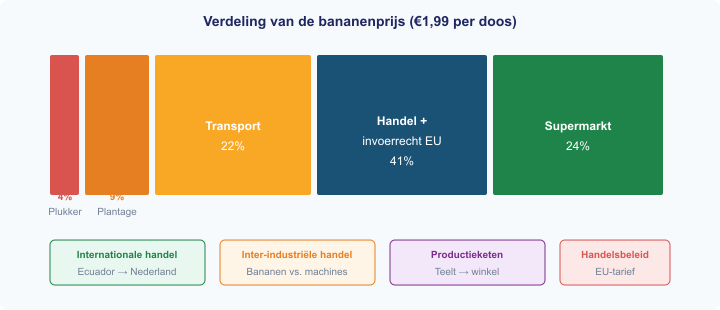 Verdeling van de bananenprijs (€1,99 per doos)
Transport
22%
Handel +
invoerrecht EU
41%
Supermarkt
24%
4%
9%
Plukker
Plantage
Internationale handel
Ecuador → Nederland
Inter-industriële handel
Bananen vs. machines
Productieketen
Teelt → winkel
Handelsbeleid
EU-tarief